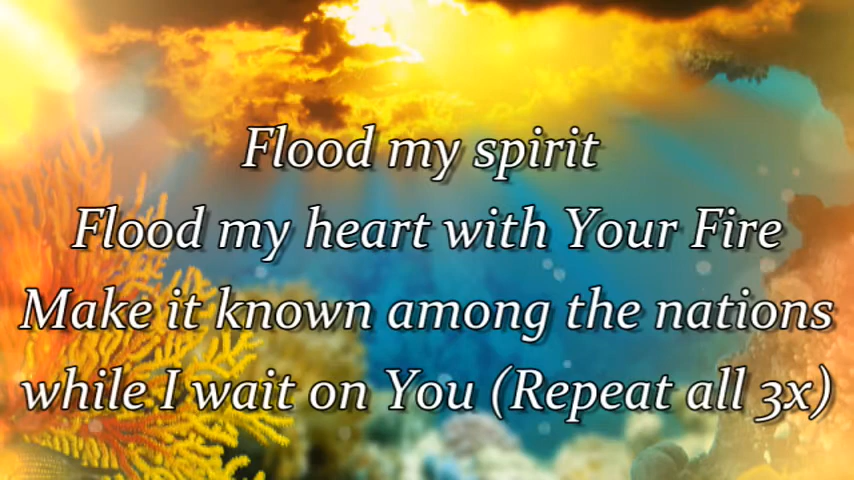 Flood my spirit
Flood my heart with Your Fire
Make it known among the nations
while I wait on You (Repeat all 3x)